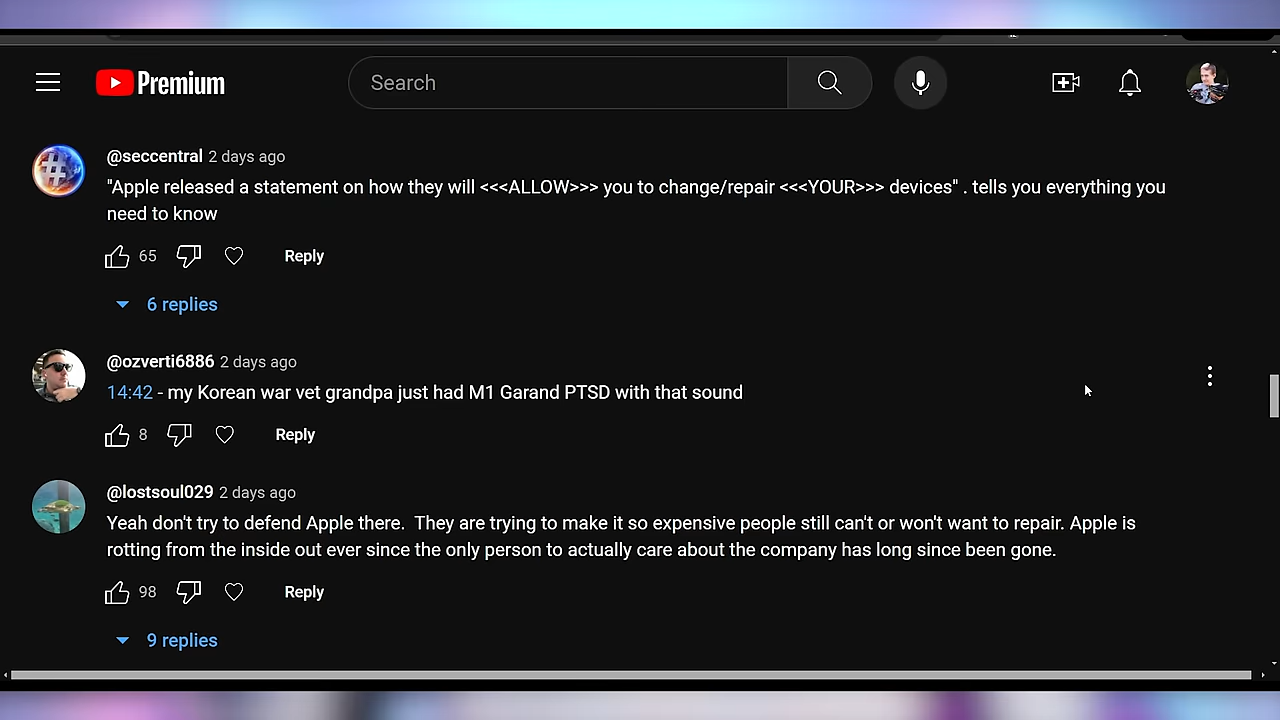 Premium
Search
@seccentral 2 days ago
"Apple released a statement on how they will <<<ALLOW>>> you to change/repair <<<YOUR>>> devices" . tells you everything you
need to know
65
Reply
6 replies
@ozverti6886 2 days ago
14:42 - my Korean war vet grandpa just had M1 Garand PTSD with that sound
8
Reply
@lostsoul029 2 days ago
Yeah don't try to defend Apple there.  They are trying to make it so expensive people still can't or won't want to repair. Apple is
rotting from the inside out ever since the only person to actually care about the company has long since been gone.
98
Reply
9 replies